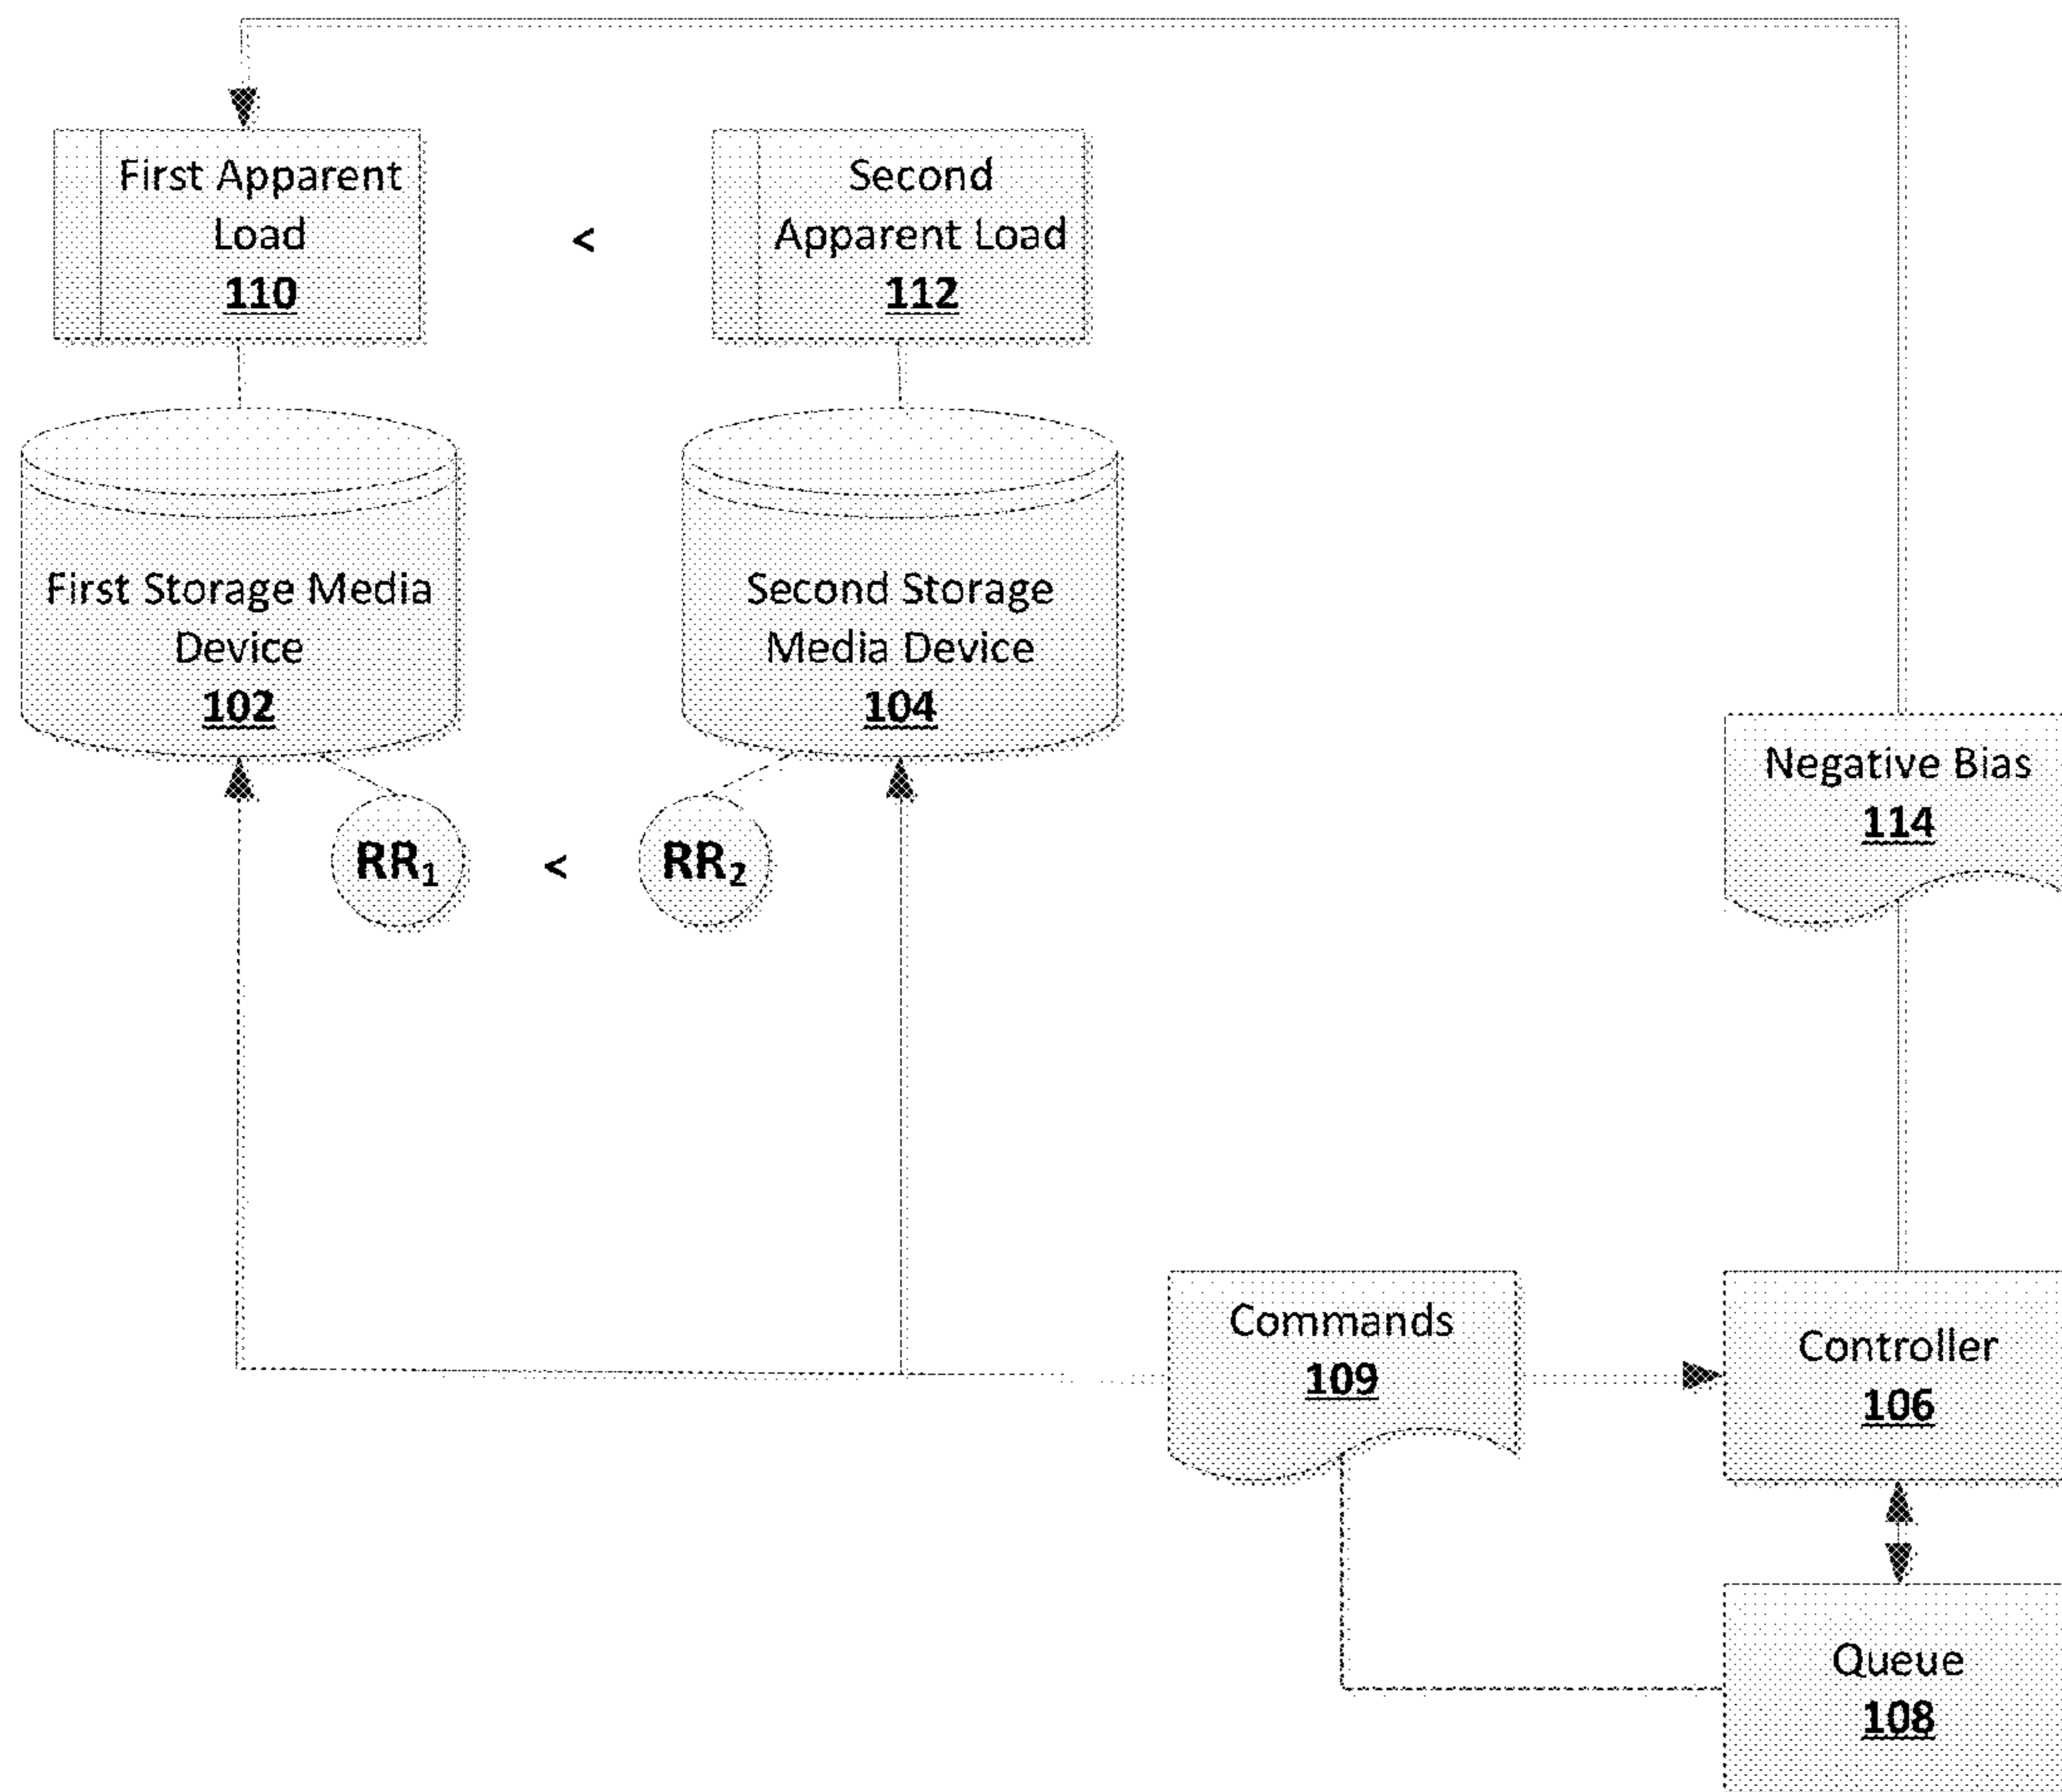 First Apparent
Load
110
<
Second
Apparent Load
112
First Storage Media
Device
102
Second Storage
Media Device
104
Negative Bias
114
RR₁
<
RR₂
Commands
109
Controller
106
Queue
108